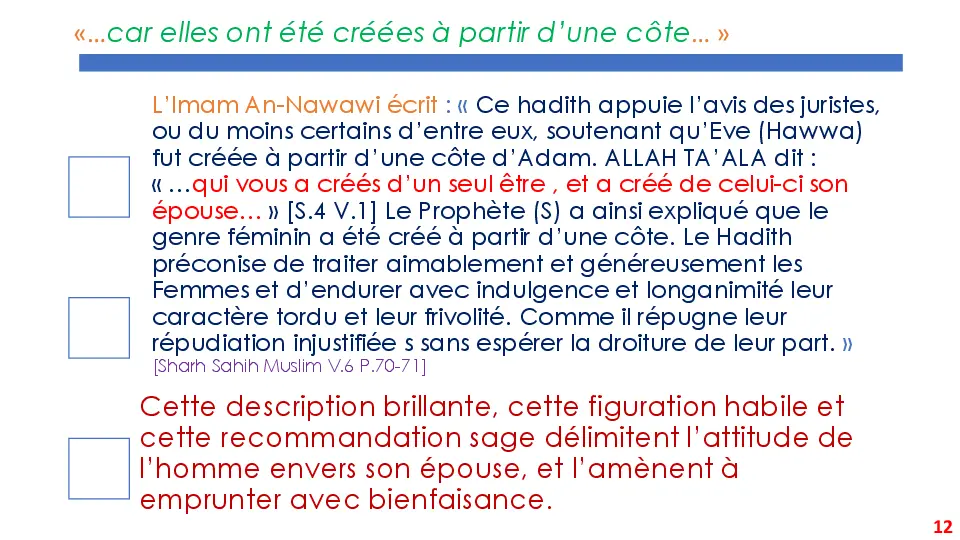 «...car elles ont été créées à partir d’une côte... »
L’Imam An-Nawawi écrit : « Ce hadith appuie l’avis des juristes,
ou du moins certains d’entre eux, soutenant qu’Eve (Hawwa)
fut créée à partir d’une côte d’Adam. ALLAH TA’ALA dit :
« …qui vous a créés d’un seul être , et a créé de celui-ci son
épouse… » [S.4 V.1] Le Prophète (S) a ainsi expliqué que le
genre féminin a été créé à partir d’une côte. Le Hadith
préconise de traiter aimablement et généreusement les
Femmes et d’endurer avec indulgence et longanimité leur
caractère tordu et leur frivolité. Comme il répugne leur
répudiation injustifiée s sans espérer la droiture de leur part. »
[Sharh Sahih Muslim V.6 P.70-71]
Cette description brillante, cette figuration habile et
cette recommandation sage délimitent l’attitude de
l’homme envers son épouse, et l’amènent à
emprunter avec bienfaisance.
12